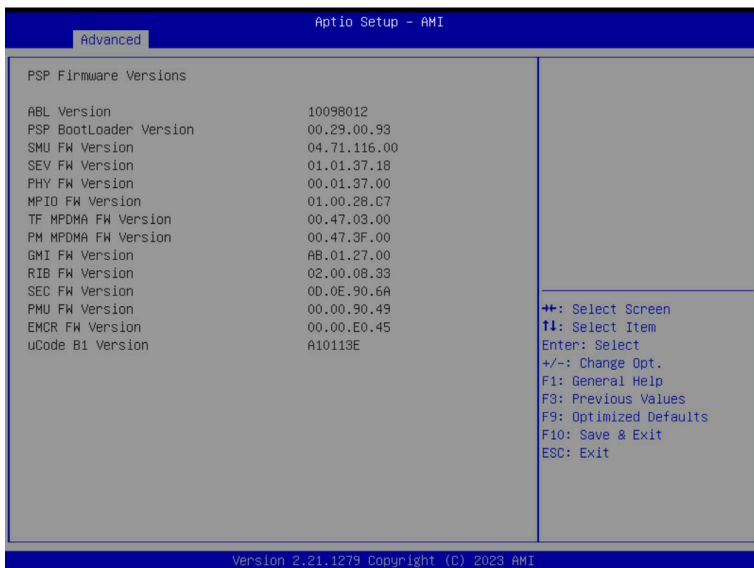 Aptio Setup – AMI
Advanced
PSP Firmware Versions
ABL Version 10098012
PSP BootLoader Version 00.29.00.93
SMU FW Version 04.71.116.00
SEV FW Version 01.01.37.18
PHY FW Version 00.01.37.00
MPIO FW Version 01.00.28.C7
TF MPDMA FW Version 00.47.03.00
PM MPDMA FW Version 00.47.3F.00
GMI FW Version AB.01.27.00
RIB FW Version 02.00.08.33
SEC FW Version 0D.0E.90.6A
PMU FW Version 00.00.90.49
EMCR FW Version 00.00.E0.45
uCode B1 Version A10113E
→←: Select Screen
↑↓: Select Item
Enter: Select
+/-: Change Opt.
F1: General Help
F3: Previous Values
F9: Optimized Defaults
F10: Save & Exit
ESC: Exit
Version 2.21.1279 Copyright (C) 2023 AMI